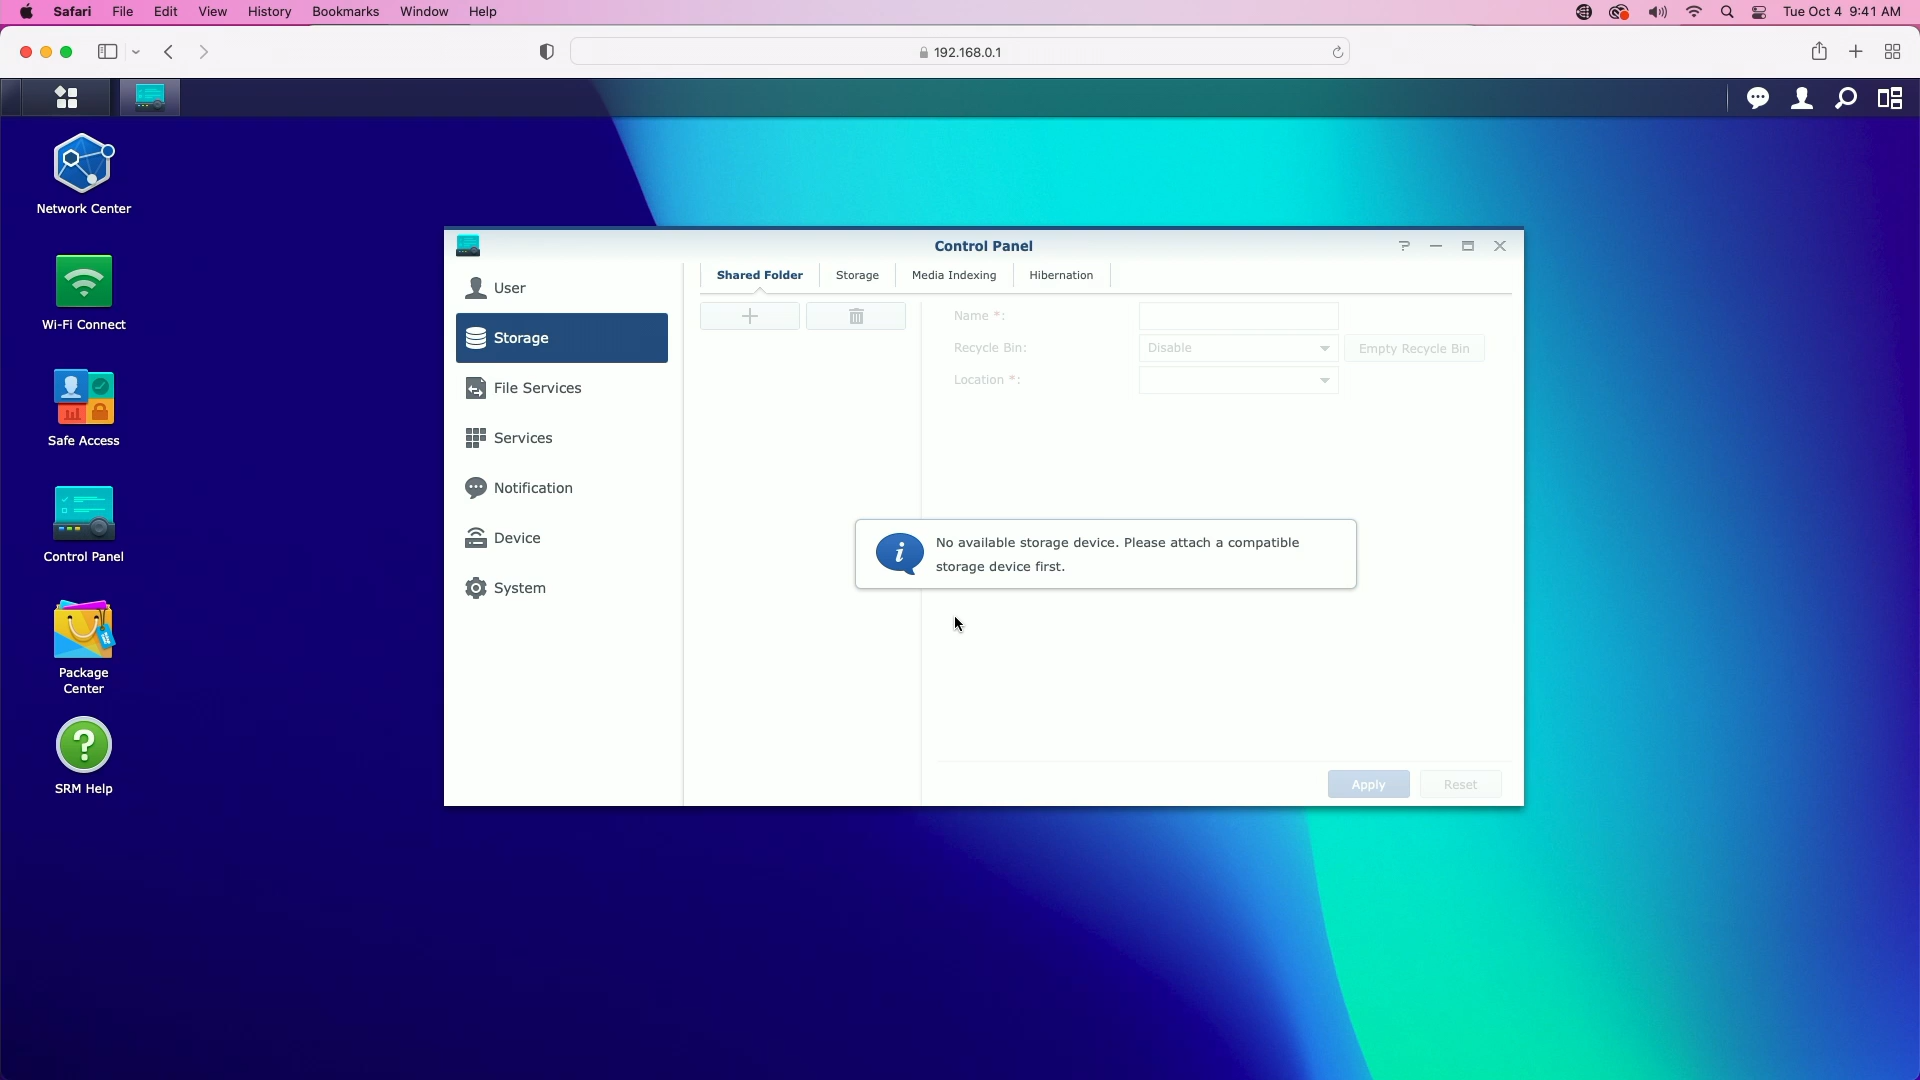 Safari File Edit View History Bookmarks Window Help
Tue Oct 4 9:41 AM
192.168.0.1
Network Center
Wi-Fi Connect
Safe Access
Control Panel
Package
Center
SRM Help
Control Panel
User
Storage
File Services
Services
Notification
Device
System
Shared Folder Storage Media Indexing Hibernation
Name *:
Recycle Bin: Disable Empty Recycle Bin
Location *:
No available storage device. Please attach a compatible
storage device first.
Apply Reset